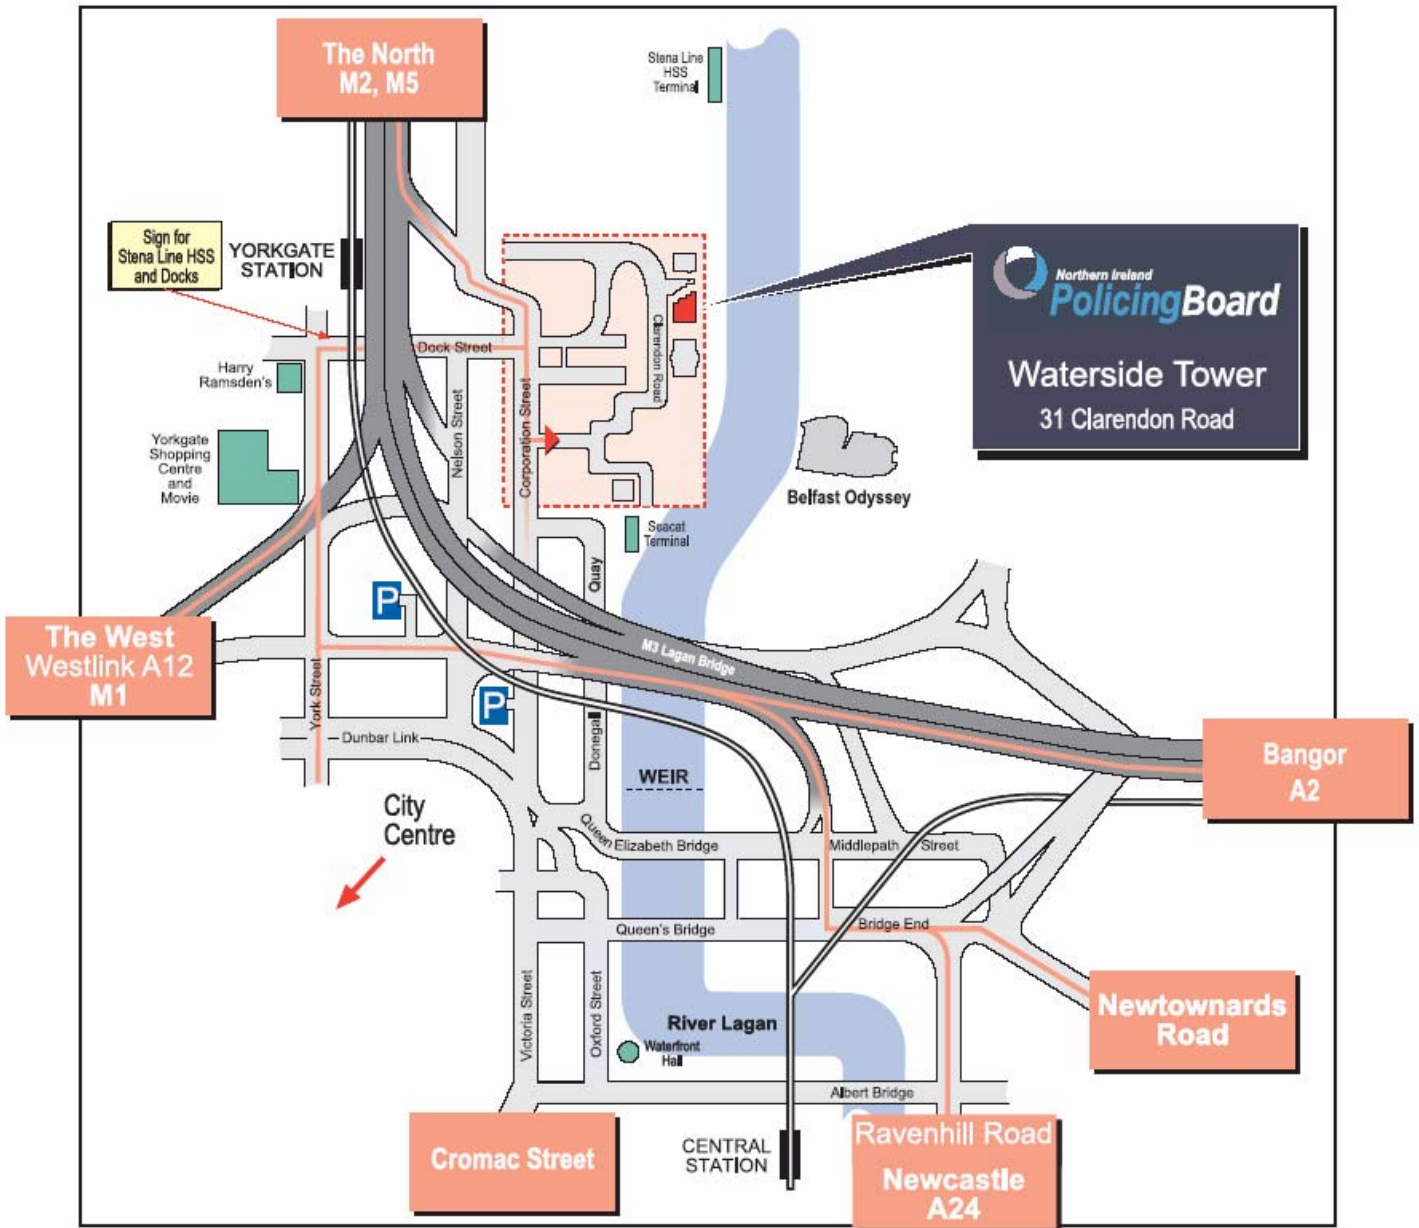 The North
M2, M5
Stena Line
HSS
Terminal
Sign for
Stena Line HSS
and Docks
YORKGATE
STATION
Northern Ireland
PolicingBoard
Waterside Tower
31 Clarendon Road
Clarendon Road
Dock Street
Harry
Ramsden's
Nelson Street
Corporation Street
Yorkgate
Shopping
Centre
and
Movie
Belfast Odyssey
Seacat
Terminal
P
Quay
The West
Westlink A12
M1
M3 Lagan Bridge
York Street
P
Dunbar Link
Donegall
WEIR
Bangor
A2
City
Centre
Queen Elizabeth Bridge
Middlepath Street
Queen's Bridge
Bridge End
Victoria Street
Oxford Street
River Lagan
Waterfront
Hall
Newtownards
Road
Albert Bridge
Cromac Street
CENTRAL
STATION
Ravenhill Road
Newcastle
A24